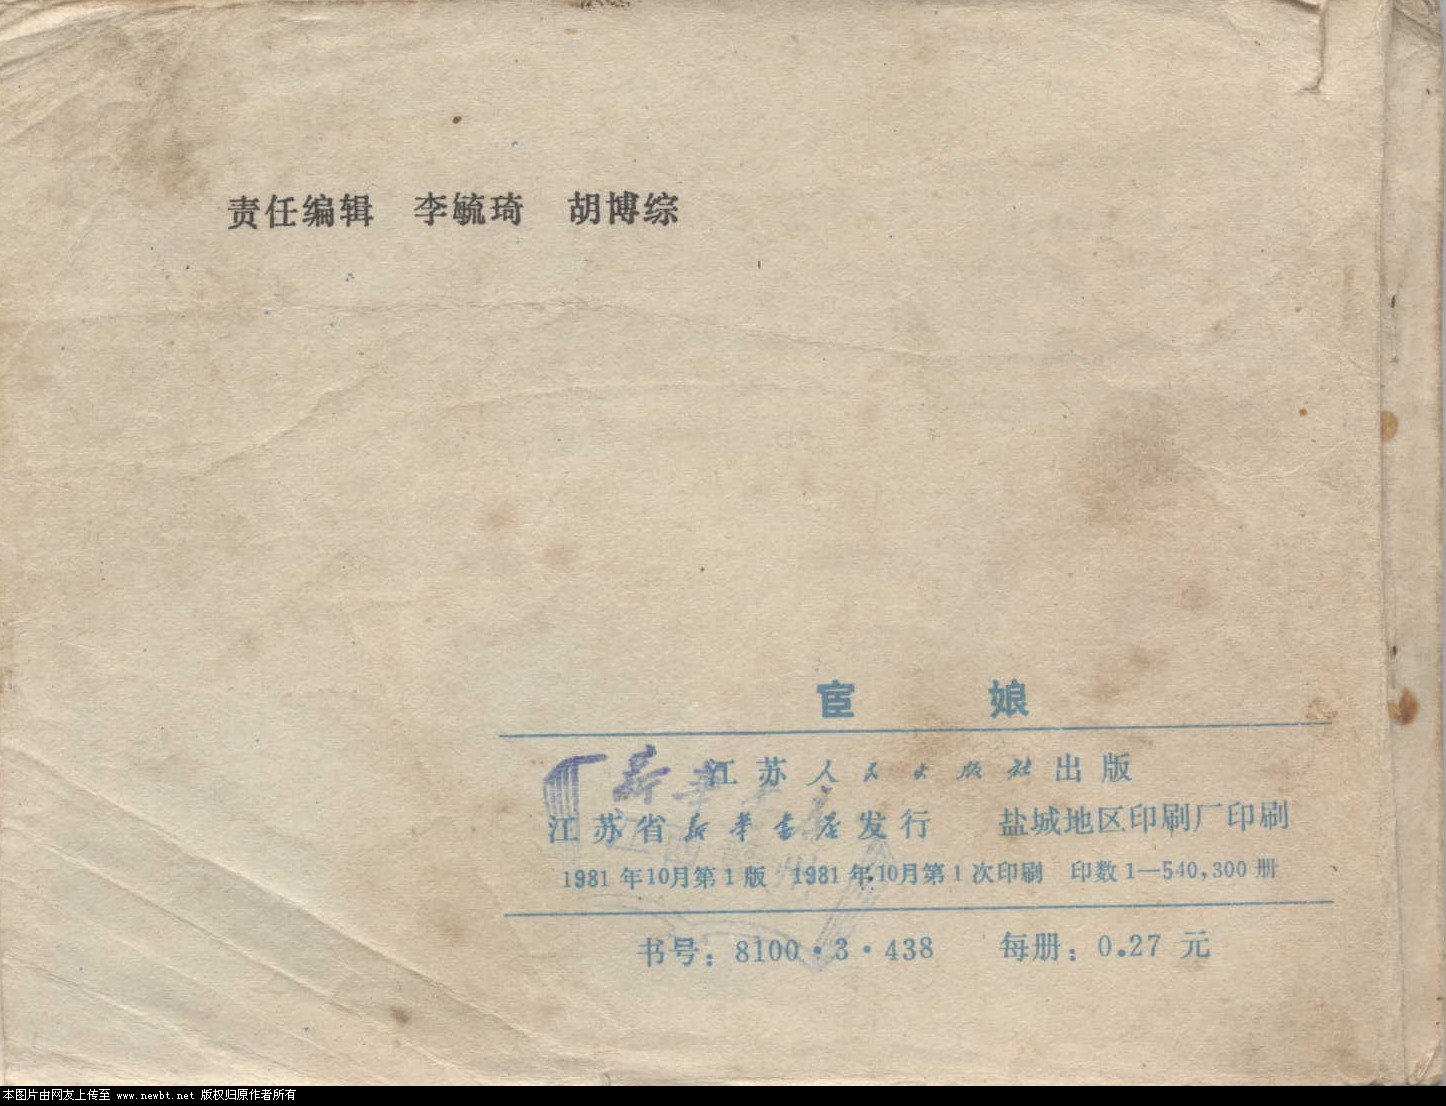 责任编辑 李毓琦 胡博综
宦娘
江苏人民出版社出版
江苏省新华书店发行 盐城地区印刷厂印刷
1981年10月第1版 1981年10月第1次印刷 印数1—540,300册
书号：8100·3·438 每册：0.27元
新华书店
本图片由网友上传至 www.newbt.net 版权归原作者所有